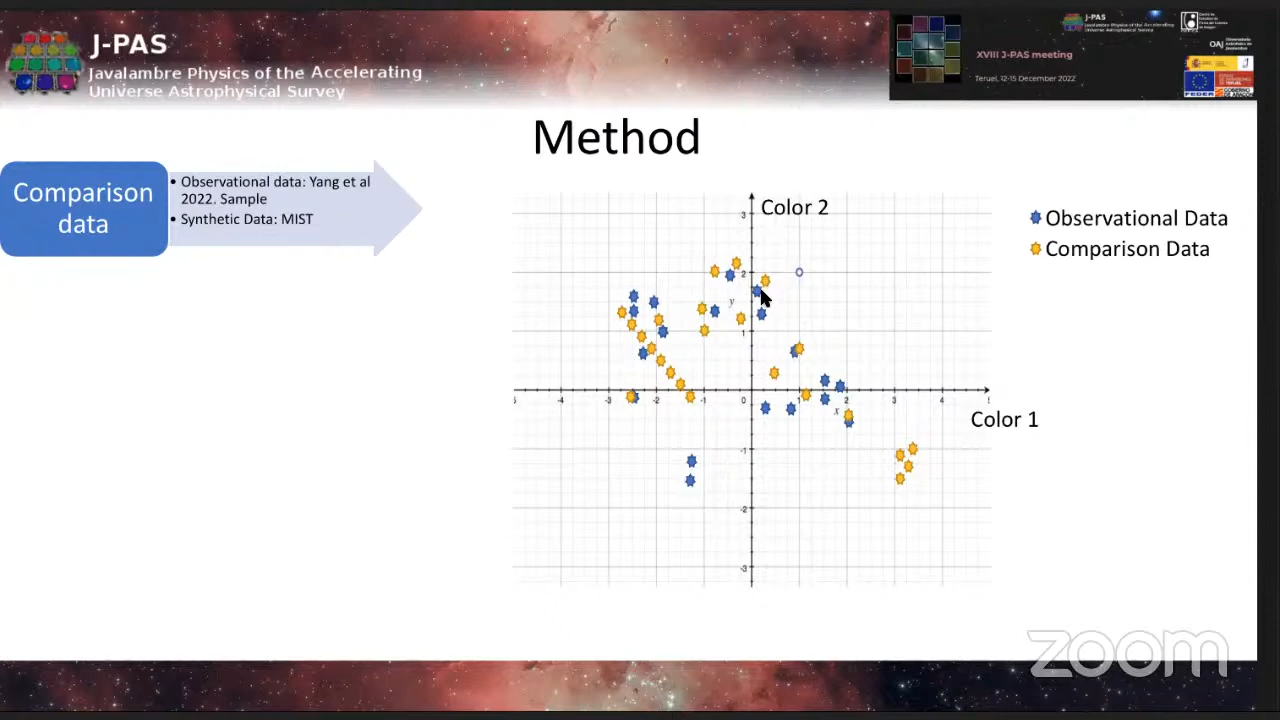 J-PAS
Javalambre Physics of the Accelerating
Universe Astrophysical Survey
J-PAS
Javalambre Physics of the Accelerating
Universe Astrophysical Survey
XVIII J-PAS meeting
OAJ
Teruel, 12-15 December 2022
FEDER
Method
Comparison
data
• Observational data: Yang et al
2022. Sample
• Synthetic Data: MIST
Color 2
Observational Data
Comparison Data
3
2
y
1
-4 -3 -2 -1 0 1 2 3 4
x
Color 1
-1
-2
-3
zoom